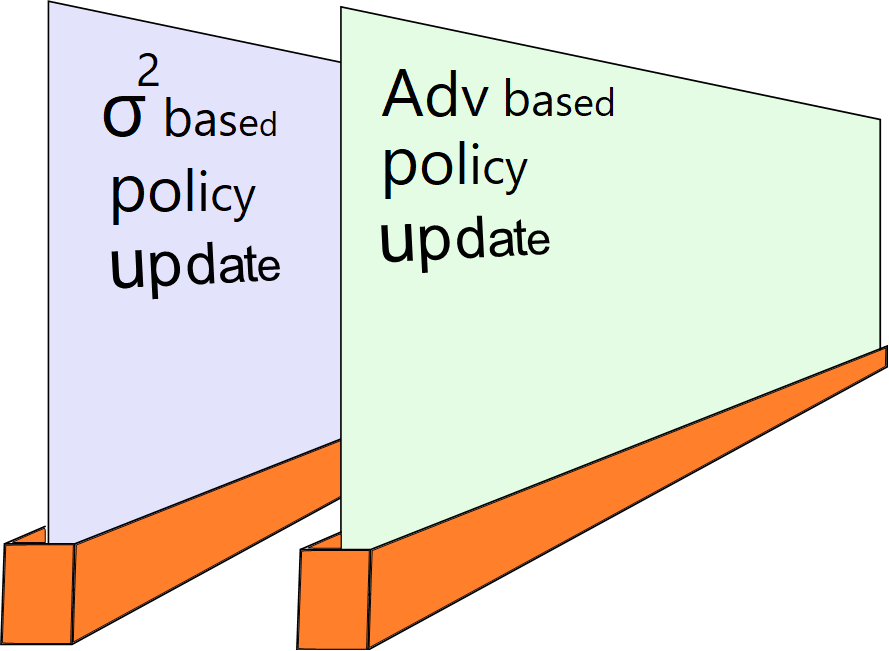 σ² based
policy
update
Adv based
policy
update